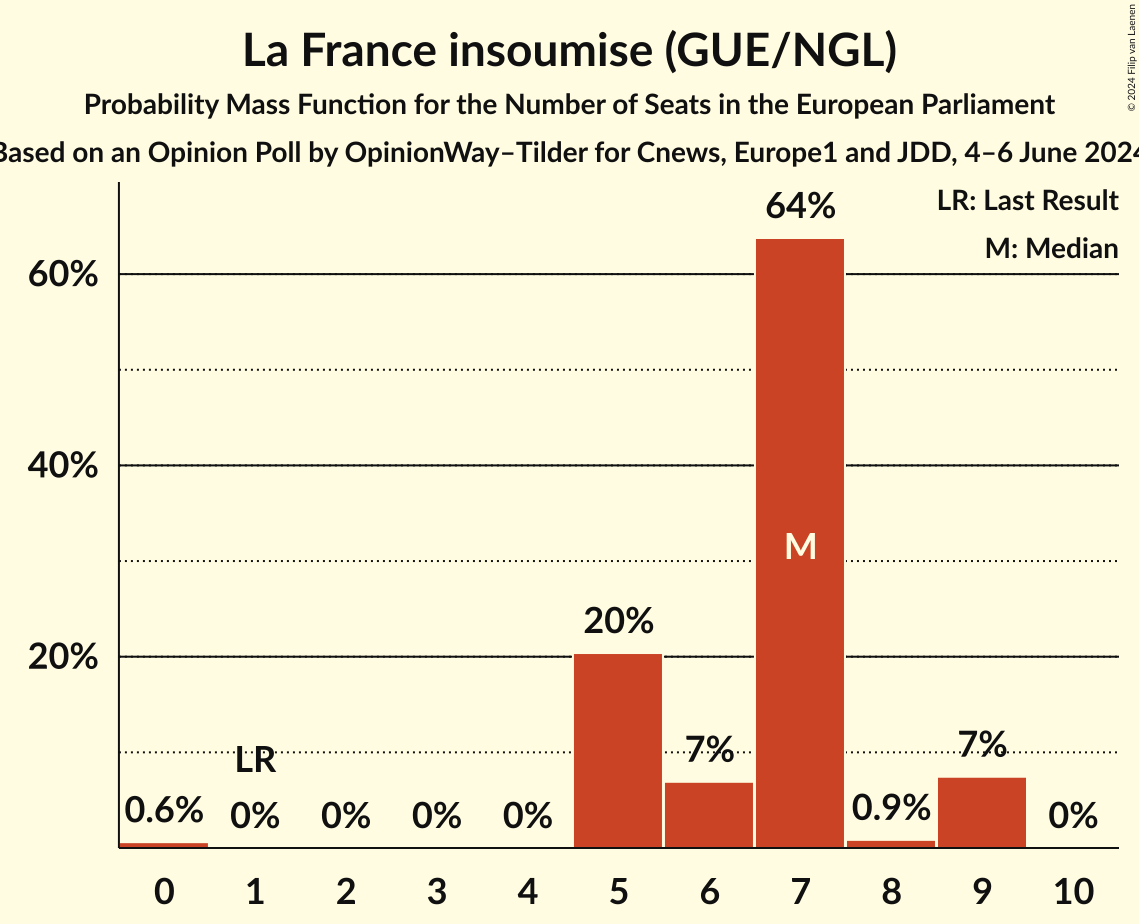 La France insoumise (GUE/NGL)
Probability Mass Function for the Number of Seats in the European Parliament
Based on an Opinion Poll by OpinionWay–Tilder for Cnews, Europe1 and JDD, 4–6 June 2024
© 2024 Filip van Laenen
LR: Last Result
M: Median
64%
60%
40%
M
20%
20%
LR
7%
7%
0.6%
0%
0%
0%
0%
0.9%
0%
0 1 2 3 4 5 6 7 8 9 10